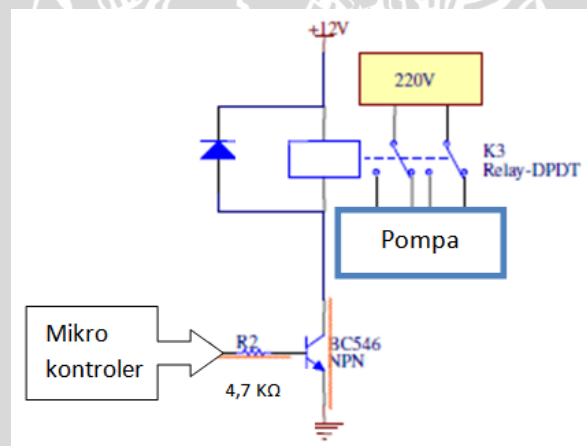 +12V
220V
K3
Relay-DPDT
Pompa
Mikro
kontroler
R2
4,7 KΩ
BC546
NPN